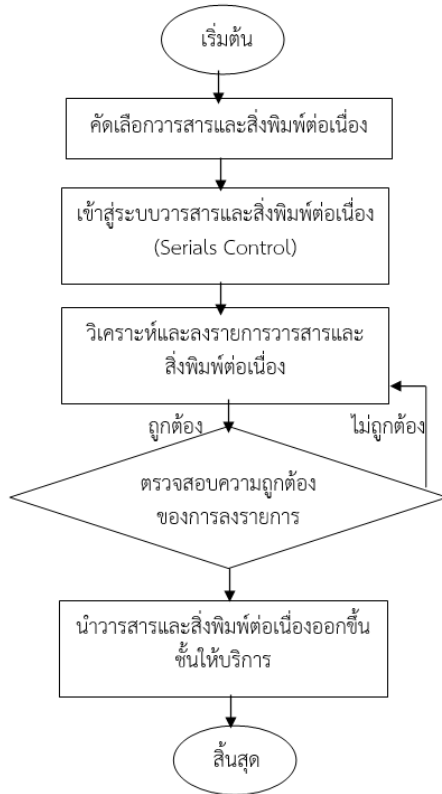 เริ่มต้น
คัดเลือกวารสารและสิ่งพิมพ์ต่อเนื่อง
เข้าสู่ระบบวารสารและสิ่งพิมพ์ต่อเนื่อง
(Serials Control)
วิเคราะห์และลงรายการวารสารและ
สิ่งพิมพ์ต่อเนื่อง
ถูกต้อง
ไม่ถูกต้อง
ตรวจสอบความถูกต้อง
ของการลงรายการ
นำวารสารและสิ่งพิมพ์ต่อเนื่องออกขึ้น
ชั้นให้บริการ
สิ้นสุด